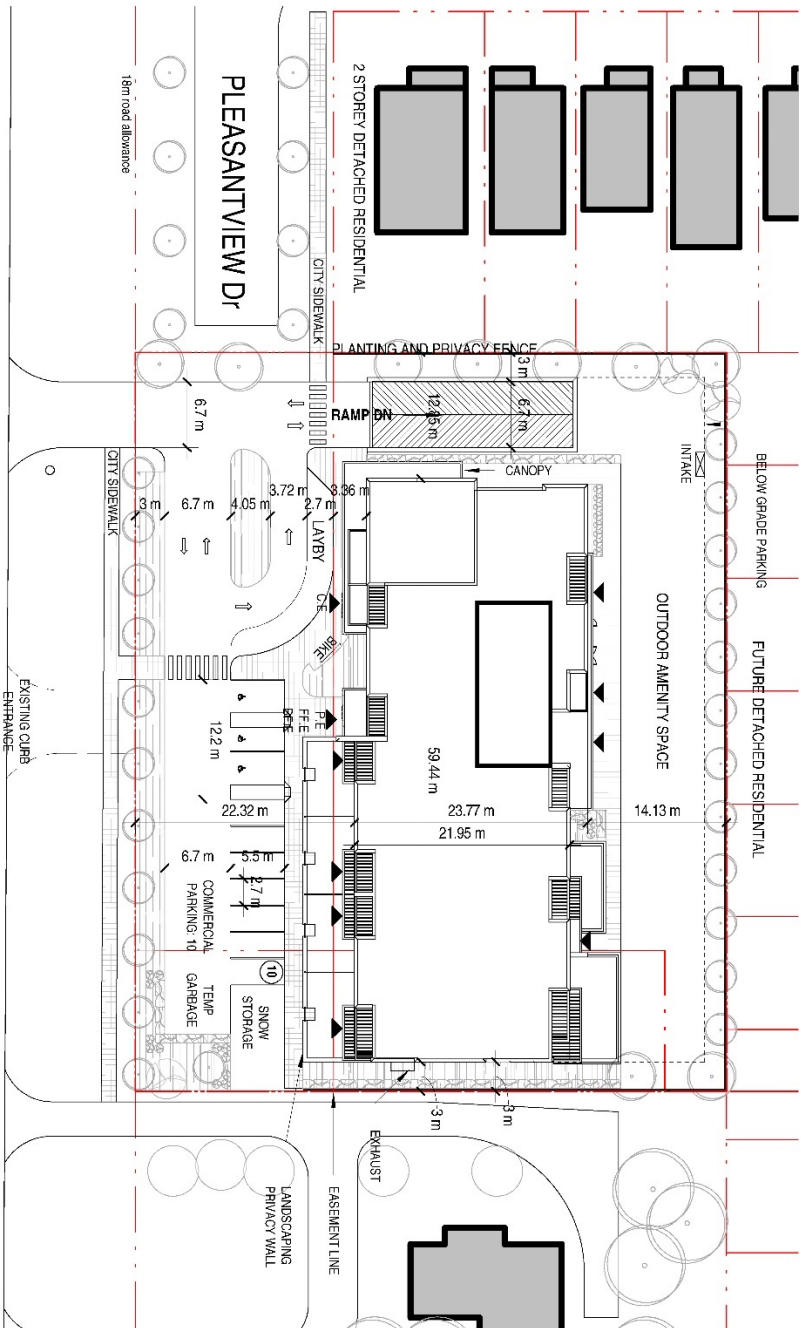 2 STOREY DETACHED RESIDENTIAL
PLEASANTVIEW Dr
18m road allowance
CITY SIDEWALK
PLANTING AND PRIVACY FENCE
3 m
6.7 m
RAMP DN
6.7 m
CANOPY
INTAKE
BELOW GRADE PARKING
CITY SIDEWALK
3 m
6.7 m
4.05 m
3.72 m
2.7 m
3.36 m
LAYBY
C.E
BIKE
OUTDOOR AMENITY SPACE
FUTURE DETACHED RESIDENTIAL
EXISTING CURB
ENTRANCE
12.2 m
FF.E
P.E
59.44 m
22.32 m
23.77 m
14.13 m
21.95 m
6.7 m
5.5 m
2.7 m
COMMERCIAL
PARKING: 10
10
TEMP
GARBAGE
SNOW
STORAGE
3 m
3 m
EXHAUST
EASEMENT LINE
LANDSCAPING
PRIVACY WALL